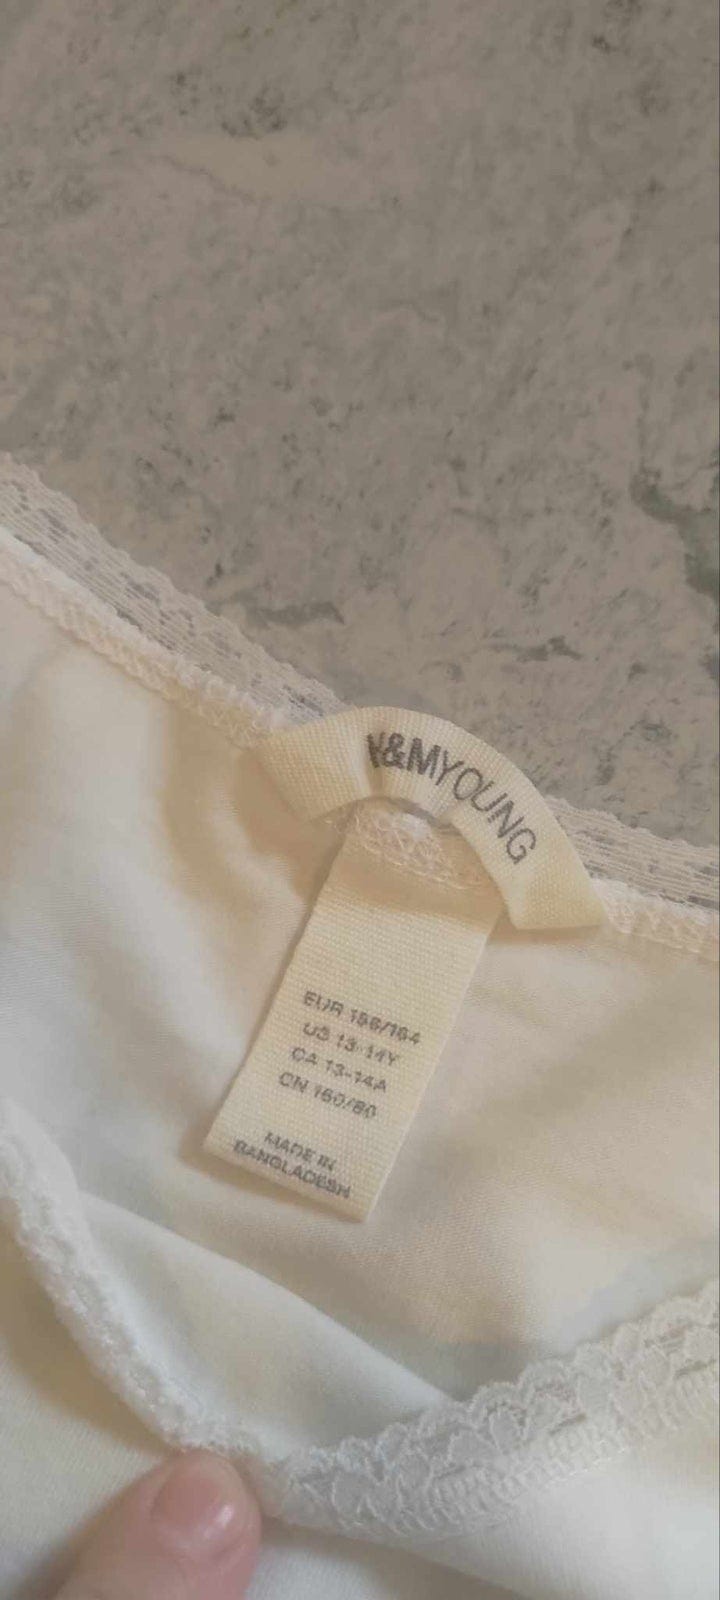 H&MYOUNG
EUR 158/164
US 13-14Y
CA 13-14A
CN 160/80
MADE IN
BANGLADESH